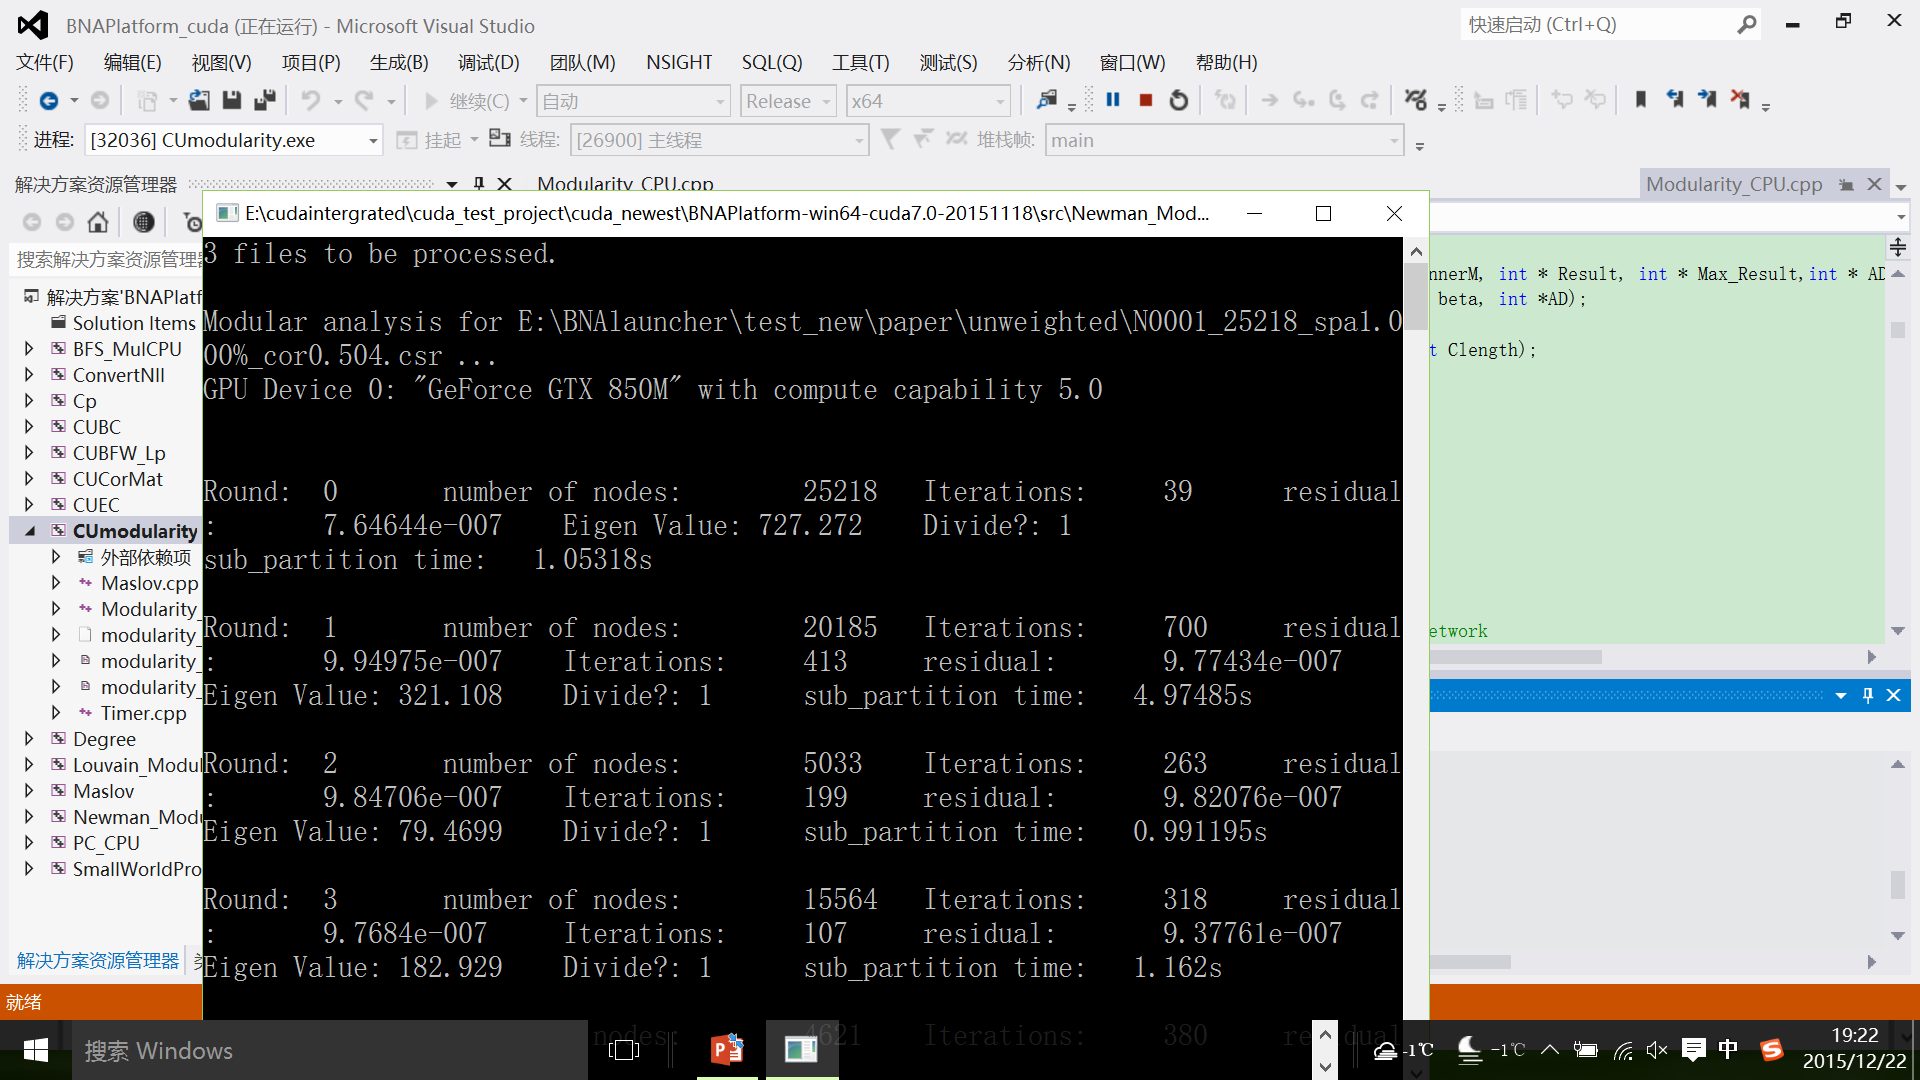 BNAPlatform_cuda (正在运行) - Microsoft Visual Studio
快速启动 (Ctrl+Q)
文件(F) 编辑(E) 视图(V) 项目(P) 生成(B) 调试(D) 团队(M) NSIGHT SQL(Q) 工具(T) 测试(S) 分析(N) 窗口(W) 帮助(H)
继续(C) 自动 Release x64
进程: [32036] CUmodularity.exe 挂起 线程: [26900] 主线程 堆栈帧: main
解决方案资源管理器
Modularity_CPU.cpp
Modularity_CPU.cpp
搜索解决方案资源管理器
解决方案'BNAPlatf
Solution Items
BFS_MulCPU
ConvertNII
Cp
CUBC
CUBFW_Lp
CUCorMat
CUEC
CUmodularity
外部依赖项
Maslov.cpp
Modularity_
modularity_
modularity_
modularity_
Timer.cpp
Degree
Louvain_Modul
Maslov
Newman_Modu
PC_CPU
SmallWorldPro
解决方案资源管理器
就绪
E:\cudaintergrated\cuda_test_project\cuda_newest\BNAPlatform-win64-cuda7.0-20151118\src\Newman_Mod...
3 files to be processed.
Modular analysis for E:\BNAlauncher\test_new\paper\unweighted\N0001_25218_spa1.0
00%_cor0.504.csr ...
GPU Device 0: "GeForce GTX 850M" with compute capability 5.0
Round: 0 number of nodes: 25218 Iterations: 39 residual
: 7.64644e-007 Eigen Value: 727.272 Divide?: 1
sub_partition time: 1.05318s
Round: 1 number of nodes: 20185 Iterations: 700 residual
: 9.94975e-007 Iterations: 413 residual: 9.77434e-007
Eigen Value: 321.108 Divide?: 1 sub_partition time: 4.97485s
Round: 2 number of nodes: 5033 Iterations: 263 residual
: 9.84706e-007 Iterations: 199 residual: 9.82076e-007
Eigen Value: 79.4699 Divide?: 1 sub_partition time: 0.991195s
Round: 3 number of nodes: 15564 Iterations: 318 residual
: 9.7684e-007 Iterations: 107 residual: 9.37761e-007
Eigen Value: 182.929 Divide?: 1 sub_partition time: 1.162s
nodes: 4621 Iterations: 380 residual
nnerM, int * Result, int * Max_Result,int * AD
beta, int *AD);
t Clength);
etwork
搜索 Windows
-1℃
-1℃
中
19:22
2015/12/22